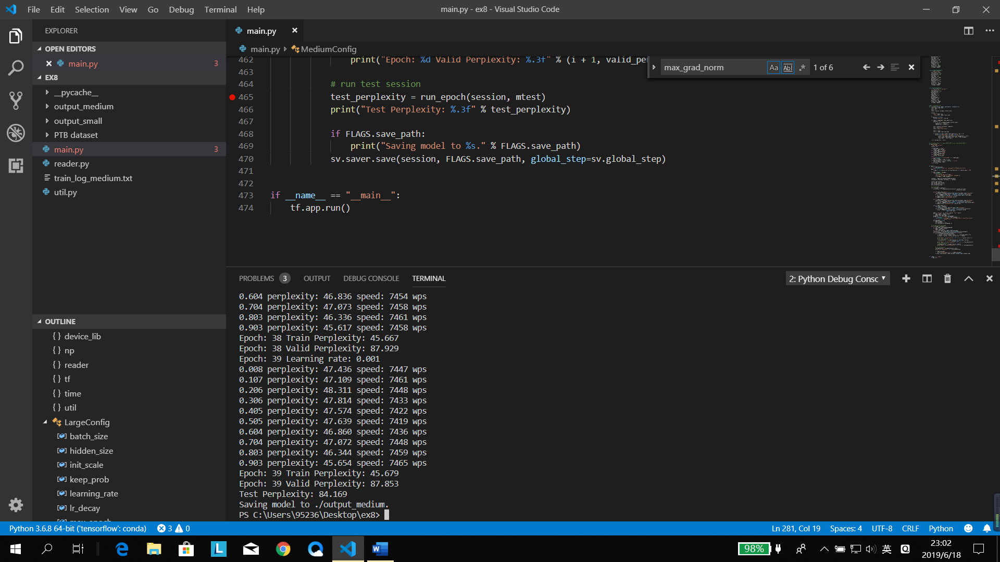 File Edit Selection View Go Debug Terminal Help
main.py - ex8 - Visual Studio Code
EXPLORER
OPEN EDITORS
main.py 3
EX8
__pycache__
output_medium
output_small
PTB dataset
main.py 3
reader.py
train_log_medium.txt
util.py
OUTLINE
{} device_lib
{} np
{} reader
{} tf
{} time
{} util
LargeConfig
batch_size
hidden_size
init_scale
keep_prob
learning_rate
lr_decay
main.py
main.py MediumConfig
max_grad_norm Aa Abl .* 1 of 6
462 print("Epoch: %d Valid Perplexity: %.3f" % (i + 1, valid_per
463
464 # run test session
465 test_perplexity = run_epoch(session, mtest)
466 print("Test Perplexity: %.3f" % test_perplexity)
467
468 if FLAGS.save_path:
469 print("Saving model to %s." % FLAGS.save_path)
470 sv.saver.save(session, FLAGS.save_path, global_step=sv.global_step)
471
472
473 if __name__ == "__main__":
474 tf.app.run()
PROBLEMS 3 OUTPUT DEBUG CONSOLE TERMINAL
2: Python Debug Consc
0.604 perplexity: 46.836 speed: 7454 wps
0.704 perplexity: 47.073 speed: 7458 wps
0.803 perplexity: 46.336 speed: 7461 wps
0.903 perplexity: 45.617 speed: 7458 wps
Epoch: 38 Train Perplexity: 45.667
Epoch: 38 Valid Perplexity: 87.929
Epoch: 39 Learning rate: 0.001
0.008 perplexity: 47.436 speed: 7447 wps
0.107 perplexity: 47.109 speed: 7461 wps
0.206 perplexity: 48.311 speed: 7448 wps
0.306 perplexity: 47.814 speed: 7433 wps
0.405 perplexity: 47.574 speed: 7422 wps
0.505 perplexity: 47.639 speed: 7419 wps
0.604 perplexity: 46.860 speed: 7436 wps
0.704 perplexity: 47.072 speed: 7448 wps
0.803 perplexity: 46.344 speed: 7459 wps
0.903 perplexity: 45.654 speed: 7465 wps
Epoch: 39 Train Perplexity: 45.679
Epoch: 39 Valid Perplexity: 87.853
Test Perplexity: 84.169
Saving model to ./output_medium.
PS C:\Users\95236\Desktop\ex8>
Python 3.6.8 64-bit ('tensorflow': conda) 3 0
Ln 281, Col 19 Spaces: 4 UTF-8 CRLF Python
98%
英
23:02
2019/6/18